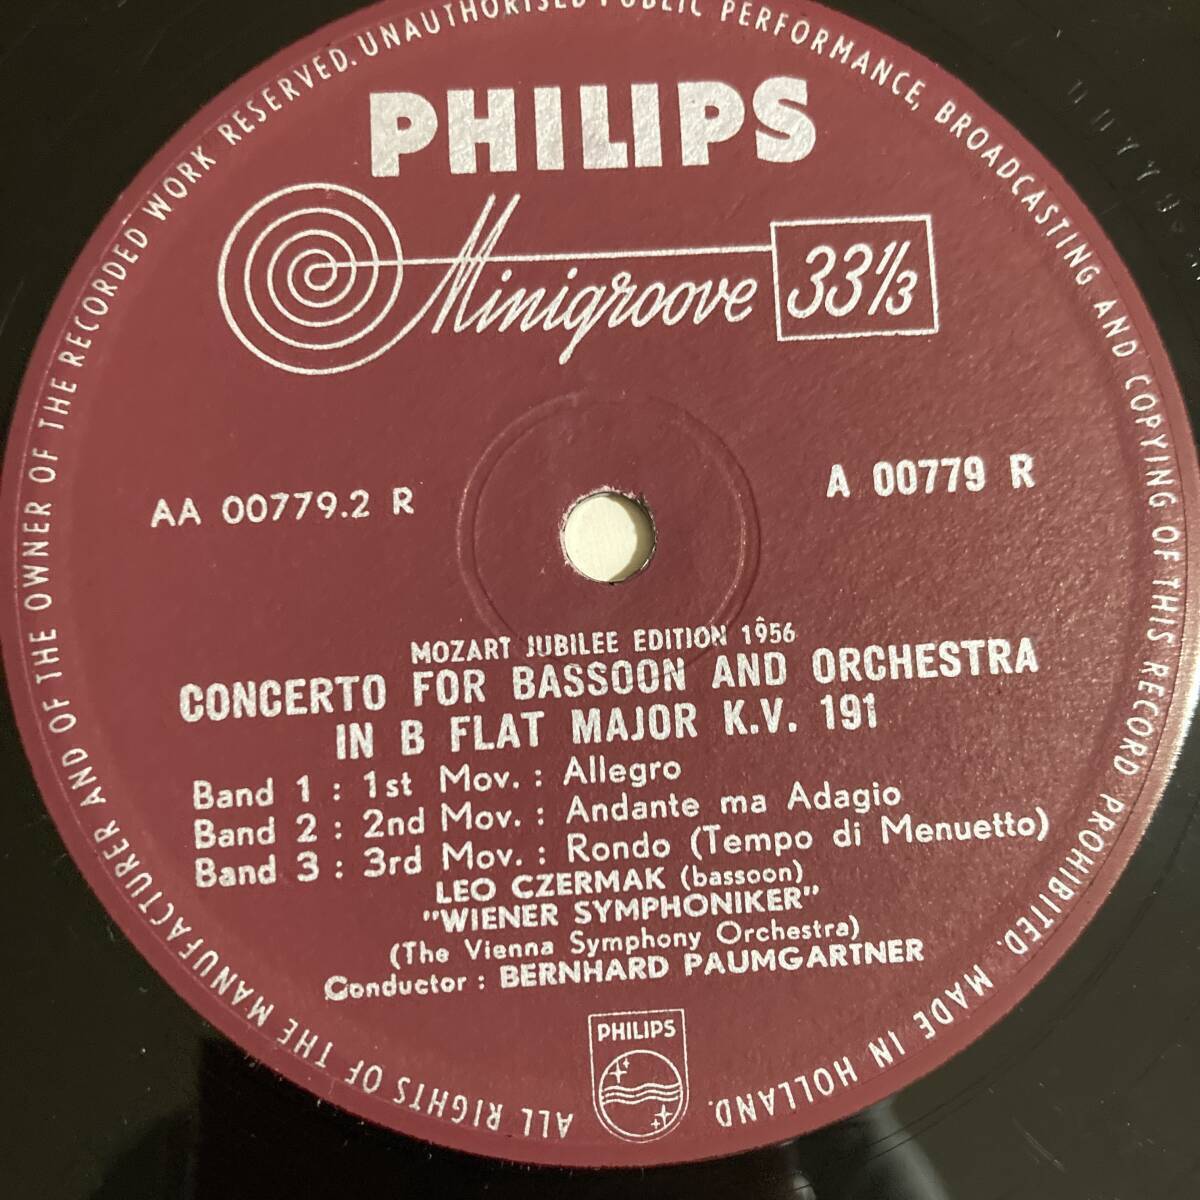 PHILIPS
Minigroove 33⅓
AA 00779.2 R
A 00779 R
MOZART JUBILEE EDITION 1956
CONCERTO FOR BASSOON AND ORCHESTRA
IN B FLAT MAJOR K.V. 191
Band 1 : 1st Mov. : Allegro
Band 2 : 2nd Mov. : Andante ma Adagio
Band 3 : 3rd Mov. : Rondo (Tempo di Menuetto)
LEO CZERMAK (bassoon)
"WIENER SYMPHONIKER"
(The Vienna Symphony Orchestra)
Conductor : BERNHARD PAUMGARTNER
PHILIPS
ALL RIGHTS OF THE MANUFACTURER AND OF THE OWNER OF THE RECORDED WORK RESERVED. UNAUTHORISED PUBLIC PERFORMANCE, BROADCASTING AND COPYING OF THIS RECORD PROHIBITED. MADE IN HOLLAND.